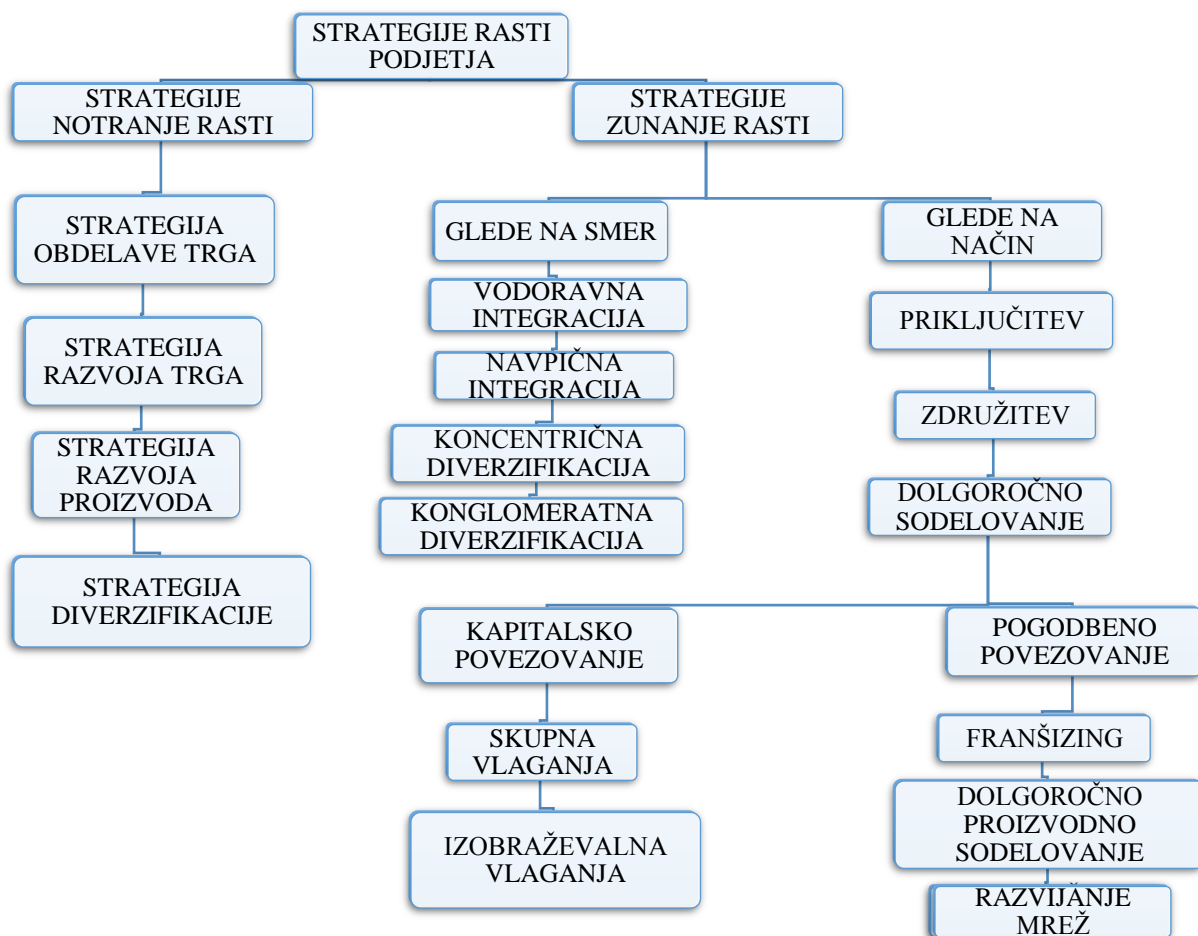 STRATEGIJE RASTI
PODJETJA
STRATEGIJE
NOTRANJE RASTI
STRATEGIJE
ZUNANJE RASTI
STRATEGIJA
OBDELAVE TRGA
STRATEGIJA
RAZVOJA TRGA
STRATEGIJA
RAZVOJA
PROIZVODA
STRATEGIJA
DIVERZIFIKACIJE
GLEDE NA SMER
VODORAVNA
INTEGRACIJA
NAVPIČNA
INTEGRACIJA
KONCENTRIČNA
DIVERZIFIKACIJA
KONGLOMERATNA
DIVERZIFIKACIJA
GLEDE NA
NAČIN
PRIKLJUČITEV
ZDRUŽITEV
DOLGOROČNO
SODELOVANJE
KAPITALSKO
POVEZOVANJE
SKUPNA
VLAGANJA
IZOBRAŽEVALNA
VLAGANJA
POGODBENO
POVEZOVANJE
FRANŠIZING
DOLGOROČNO
PROIZVODNO
SODELOVANJE
RAZVIJANJE
MREŽ